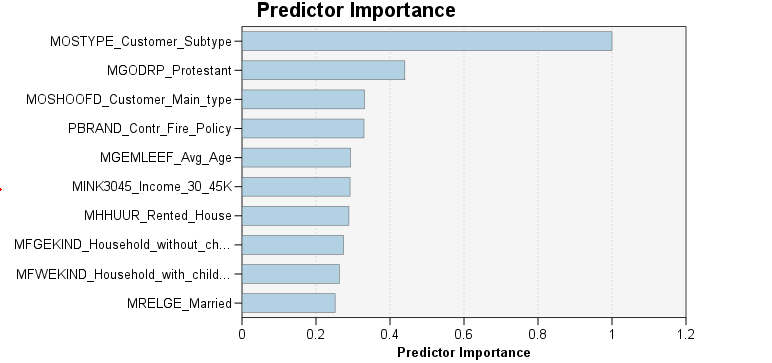 Predictor Importance
MOSTYPE_Customer_Subtype
MGODRP_Protestant
MOSHOOFD_Customer_Main_type
PBRAND_Contr_Fire_Policy
MGEMLEEF_Avg_Age
MINK3045_Income_30_45K
MHHUUR_Rented_House
MFGEKIND_Household_without_ch...
MFWEKIND_Household_with_child...
MRELGE_Married
0 0.2 0.4 0.6 0.8 1 1.2
Predictor Importance